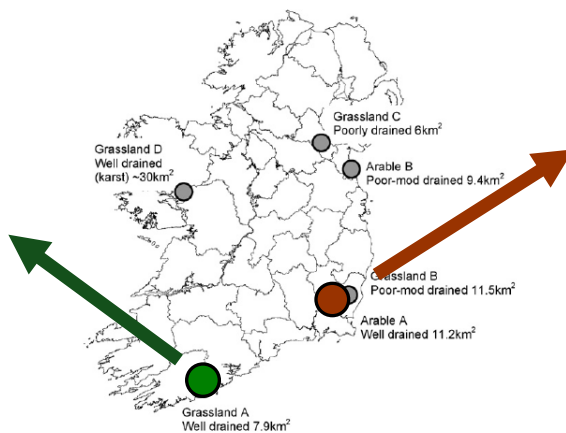 Grassland C
Poorly drained 6km²
Grassland D
Well drained
(karst) ~30km²
Arable B
Poor-mod drained 9.4km²
Grassland B
Poor-mod drained 11.5km²
Arable A
Well drained 11.2km²
Grassland A
Well drained 7.9km²